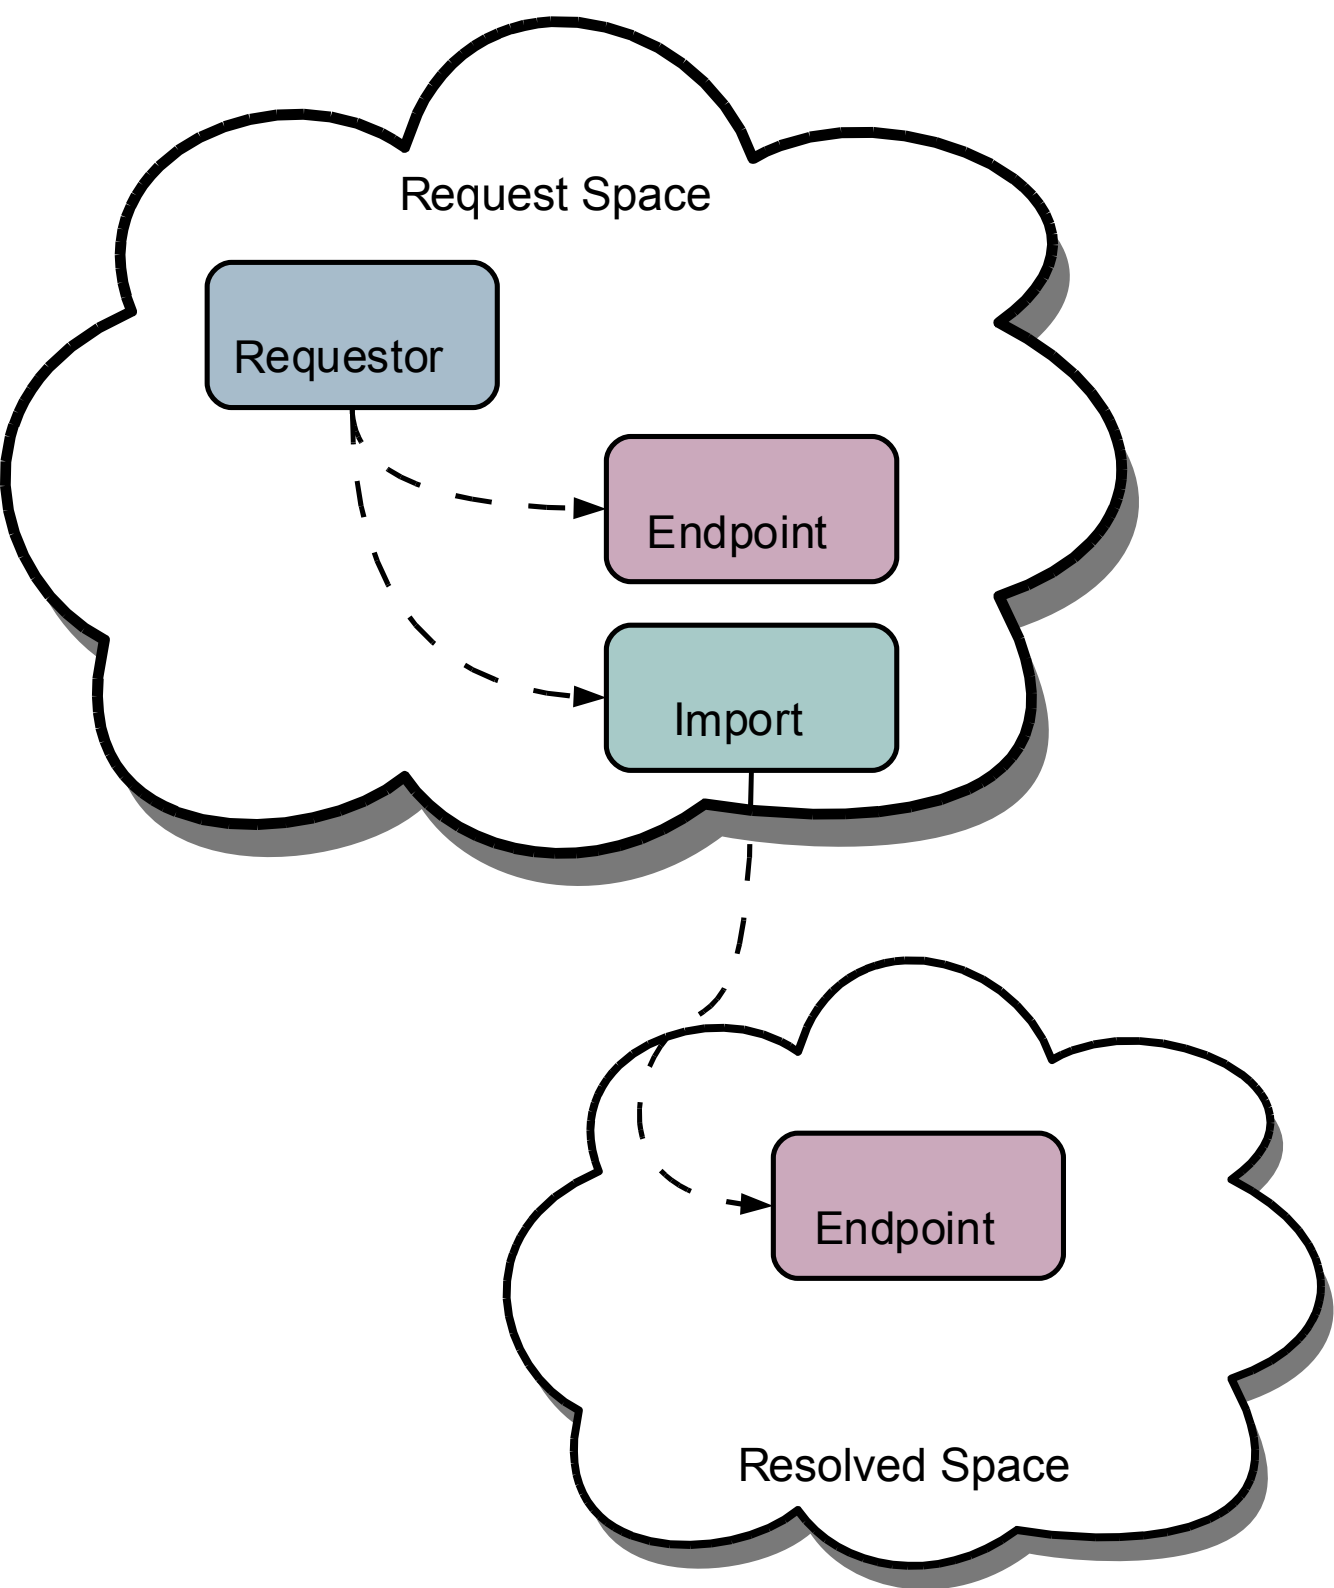 Request Space
Requestor
Endpoint
Import
Endpoint
Resolved Space